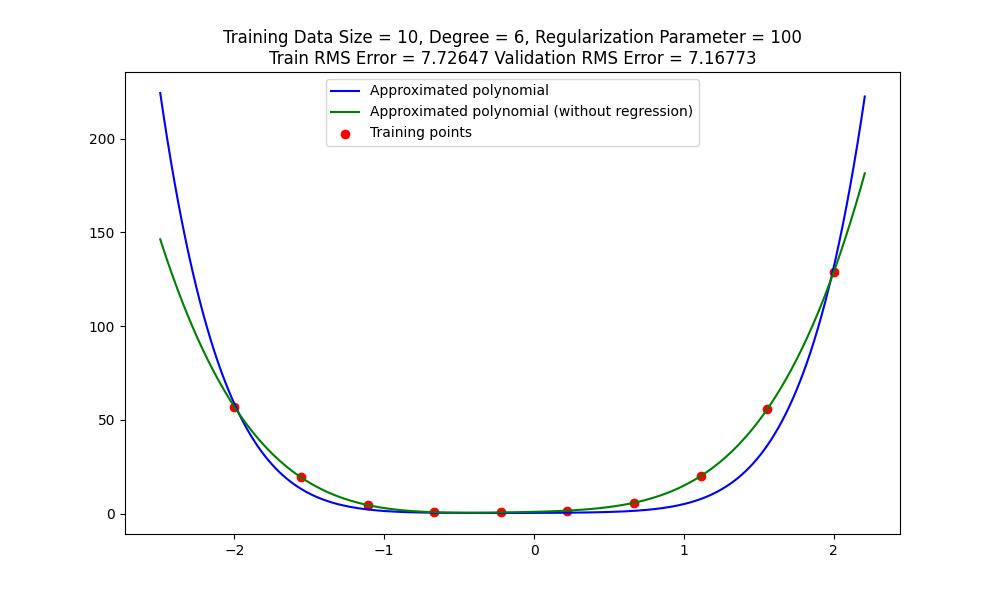 Training Data Size = 10, Degree = 6, Regularization Parameter = 100
Train RMS Error = 7.72647 Validation RMS Error = 7.16773
Approximated polynomial
Approximated polynomial (without regression)
Training points
200
150
100
50
0
−2
−1
0
1
2